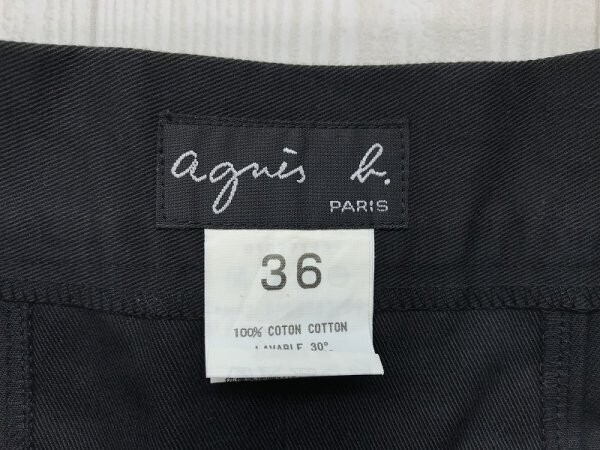 agnès b.
PARIS
36
100% COTON COTTON
LAVABLE 30°